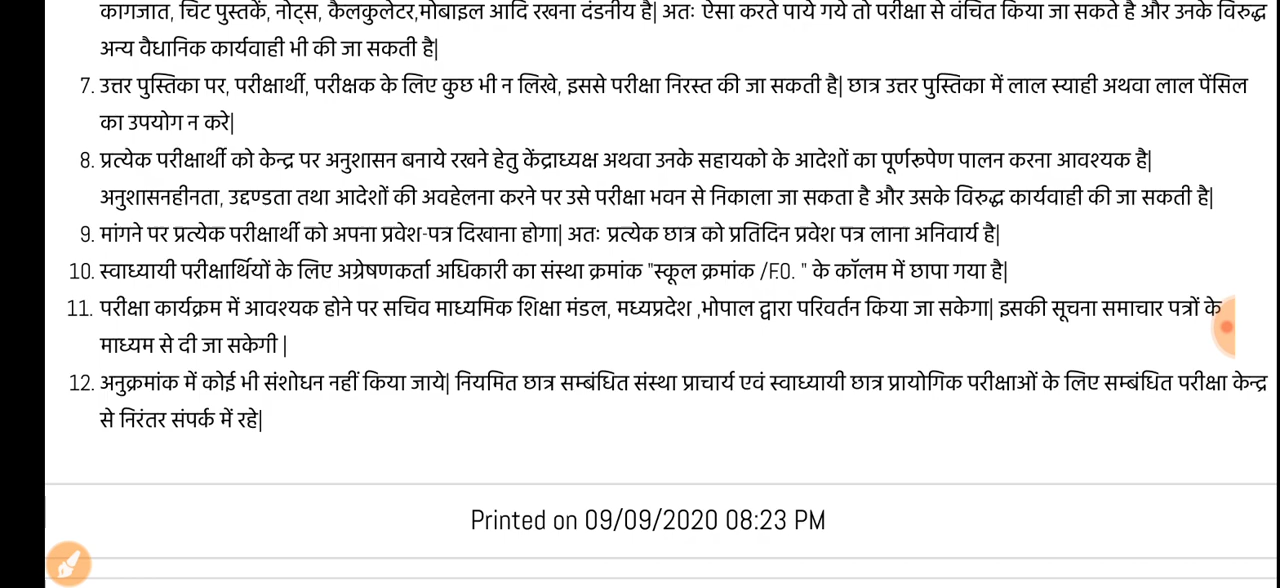 कागजात, चिट पुस्तकें, नोट्स, कैलकुलेटर,मोबाइल आदि रखना दंडनीय है| अतः ऐसा करते पाये गये तो परीक्षा से वंचित किया जा सकते है और उनके विरुद्ध
अन्य वैधानिक कार्यवाही भी की जा सकती है|
7. उत्तर पुस्तिका पर, परीक्षार्थी, परीक्षक के लिए कुछ भी न लिखे, इससे परीक्षा निरस्त की जा सकती है| छात्र उत्तर पुस्तिका में लाल स्याही अथवा लाल पेंसिल
का उपयोग न करे|
8. प्रत्येक परीक्षार्थी को केन्द्र पर अनुशासन बनाये रखने हेतु केंद्राध्यक्ष अथवा उनके सहायको के आदेशों का पूर्णरूपेण पालन करना आवश्यक है|
अनुशासनहीनता, उद्दण्डता तथा आदेशों की अवहेलना करने पर उसे परीक्षा भवन से निकाला जा सकता है और उसके विरुद्ध कार्यवाही की जा सकती है|
9. मांगने पर प्रत्येक परीक्षार्थी को अपना प्रवेश-पत्र दिखाना होगा| अतः प्रत्येक छात्र को प्रतिदिन प्रवेश पत्र लाना अनिवार्य है|
10. स्वाध्यायी परीक्षार्थियों के लिए अग्रेषणकर्ता अधिकारी का संस्था क्रमांक "स्कूल क्रमांक /F.O. " के कॉलम में छापा गया है|
11. परीक्षा कार्यक्रम में आवश्यक होने पर सचिव माध्यमिक शिक्षा मंडल, मध्यप्रदेश ,भोपाल द्वारा परिवर्तन किया जा सकेगा| इसकी सूचना समाचार पत्रों के
माध्यम से दी जा सकेगी |
12. अनुक्रमांक में कोई भी संशोधन नहीं किया जाये| नियमित छात्र सम्बंधित संस्था प्राचार्य एवं स्वाध्यायी छात्र प्रायोगिक परीक्षाओं के लिए सम्बंधित परीक्षा केन्द्र
से निरंतर संपर्क में रहे|
Printed on 09/09/2020 08:23 PM